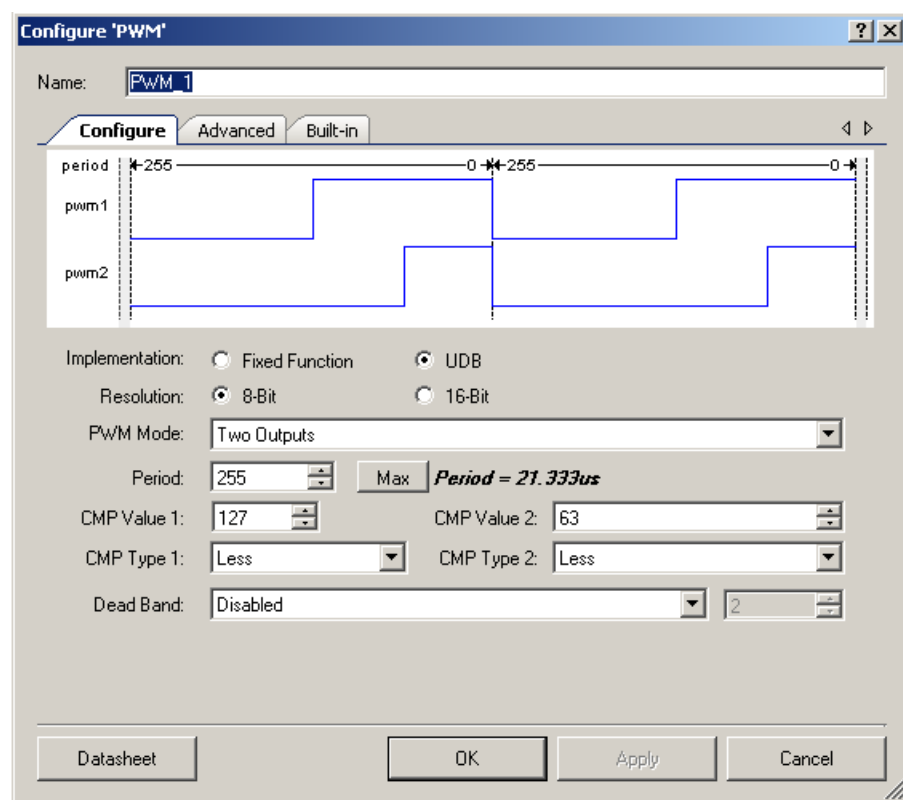 Configure 'PWM'
Name: PWM_1
Configure Advanced Built-in
period 255 0 255 0
pwm1
pwm2
Implementation: Fixed Function UDB
Resolution: 8-Bit 16-Bit
PWM Mode: Two Outputs
Period: 255 Max Period = 21.333us
CMP Value 1: 127 CMP Value 2: 63
CMP Type 1: Less CMP Type 2: Less
Dead Band: Disabled 2
Datasheet OK Apply Cancel